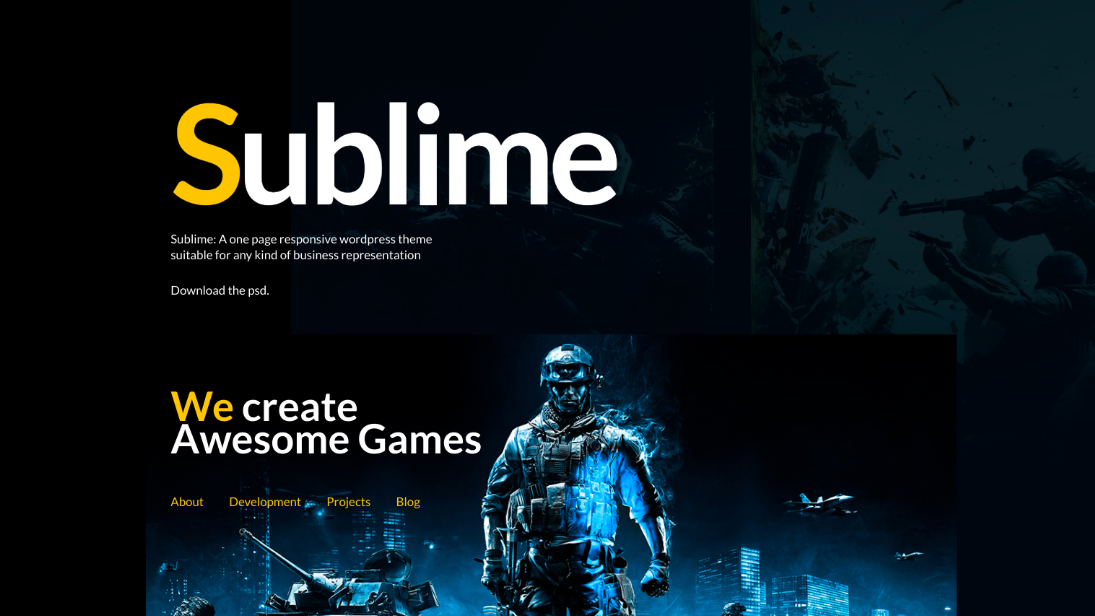 Sublime
Sublime: A one page responsive wordpress theme
suitable for any kind of business representation
Download the psd.
We create
Awesome Games
About Development Projects Blog